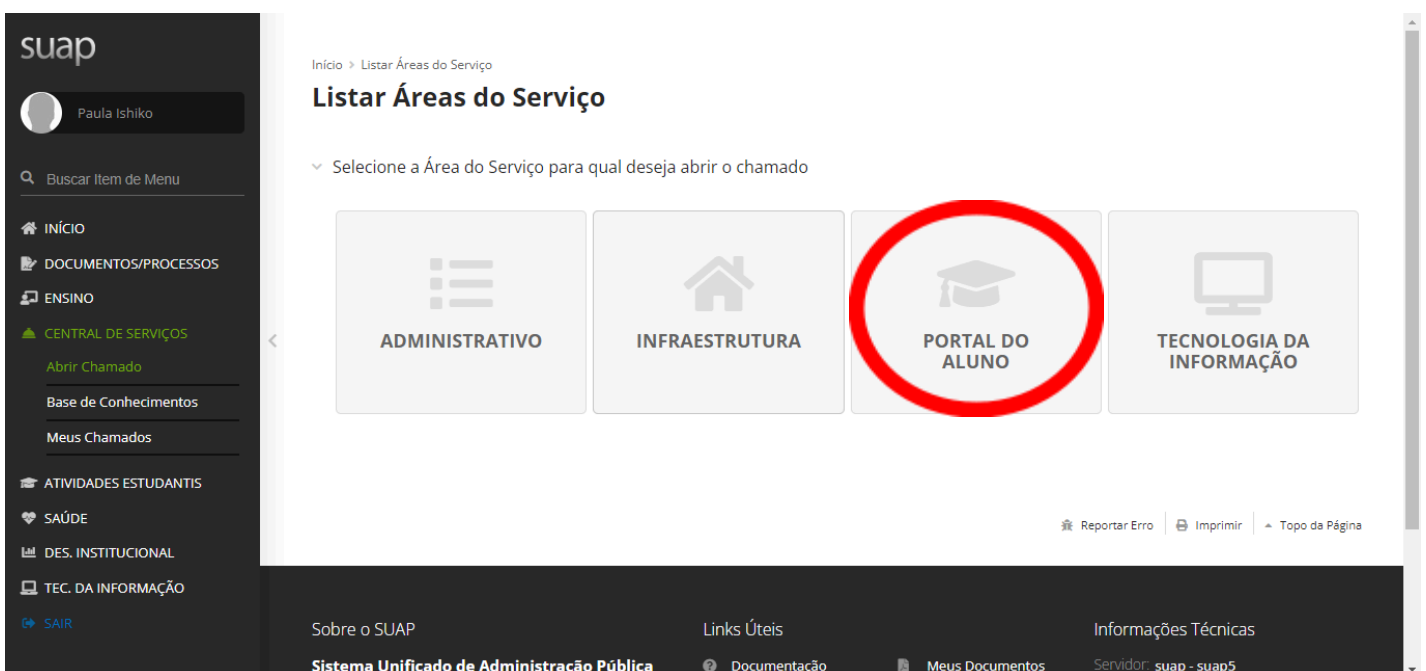 suap
Paula Ishiko
Buscar Item de Menu
INÍCIO
DOCUMENTOS/PROCESSOS
ENSINO
CENTRAL DE SERVIÇOS
Abrir Chamado
Base de Conhecimentos
Meus Chamados
ATIVIDADES ESTUDANTIS
SAÚDE
DES. INSTITUCIONAL
TEC. DA INFORMAÇÃO
SAIR
Início > Listar Áreas do Serviço
Listar Áreas do Serviço
Selecione a Área do Serviço para qual deseja abrir o chamado
ADMINISTRATIVO
INFRAESTRUTURA
PORTAL DO
ALUNO
TECNOLOGIA DA
INFORMAÇÃO
Reportar Erro
Imprimir
Topo da Página
Sobre o SUAP
Sistema Unificado de Administração Pública
Links Úteis
Documentação
Meus Documentos
Informações Técnicas
Servidor: suap - suap5